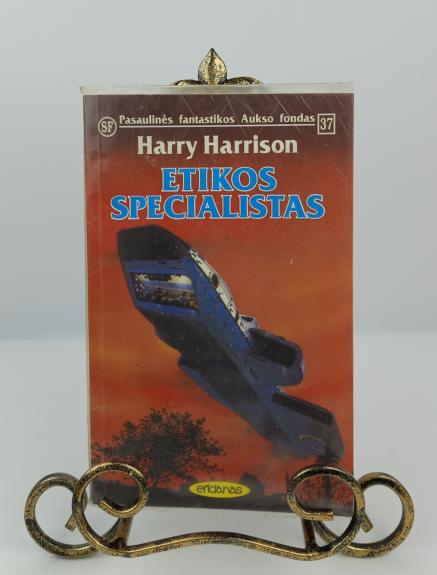 SF Pasaulinės fantastikos Aukso fondas 37
Harry Harrison
ETIKOS
SPECIALISTAS
eridanas